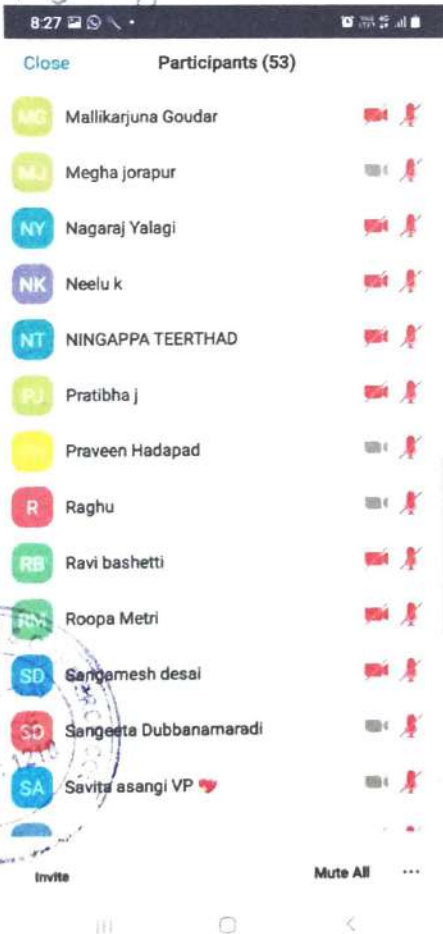 8:27
Close Participants (53)
MG Mallikarjuna Goudar
MJ Megha jorapur
NY Nagaraj Yalagi
NK Neelu k
NT NINGAPPA TEERTHAD
PJ Pratibha j
Praveen Hadapad
R Raghu
RB Ravi bashetti
RM Roopa Metri
SD Sangamesh desai
SD Sangeeta Dubbanamaradi
SA Savita asangi VP 💖
Invite Mute All ...